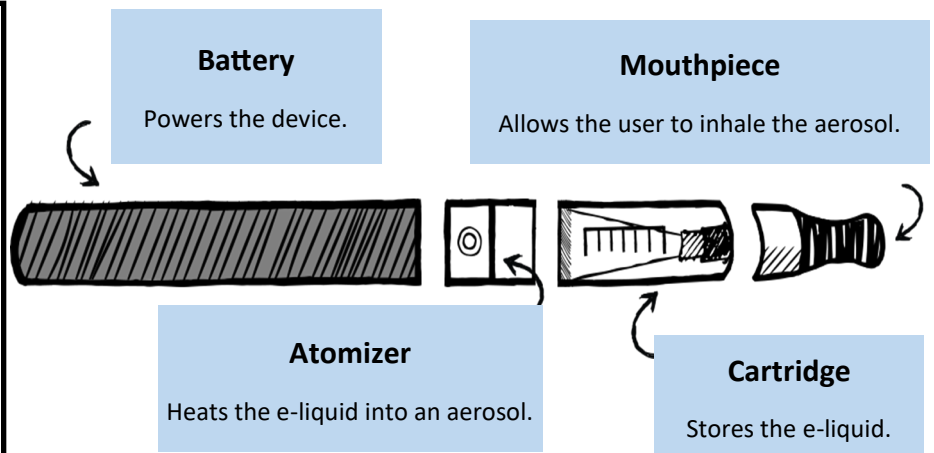 Battery
Powers the device.
Mouthpiece
Allows the user to inhale the aerosol.
Atomizer
Heats the e-liquid into an aerosol.
Cartridge
Stores the e-liquid.